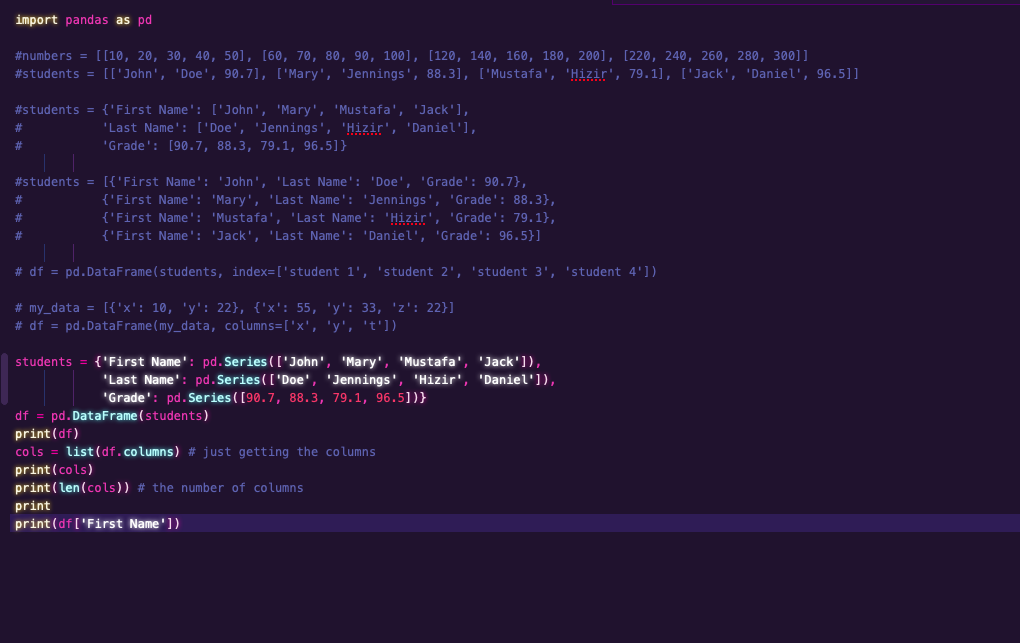 import pandas as pd
#numbers = [[10, 20, 30, 40, 50], [60, 70, 80, 90, 100], [120, 140, 160, 180, 200], [220, 240, 260, 280, 300]]
#students = [['John', 'Doe', 90.7], ['Mary', 'Jennings', 88.3], ['Mustafa', 'Hizir', 79.1], ['Jack', 'Daniel', 96.5]]
#students = {'First Name': ['John', 'Mary', 'Mustafa', 'Jack'],
#           'Last Name': ['Doe', 'Jennings', 'Hizir', 'Daniel'],
#           'Grade': [90.7, 88.3, 79.1, 96.5]}
#students = [{'First Name': 'John', 'Last Name': 'Doe', 'Grade': 90.7},
#           {'First Name': 'Mary', 'Last Name': 'Jennings', 'Grade': 88.3},
#           {'First Name': 'Mustafa', 'Last Name': 'Hizir', 'Grade': 79.1},
#           {'First Name': 'Jack', 'Last Name': 'Daniel', 'Grade': 96.5}]
# df = pd.DataFrame(students, index=['student 1', 'student 2', 'student 3', 'student 4'])
# my_data = [{'x': 10, 'y': 22}, {'x': 55, 'y': 33, 'z': 22}]
# df = pd.DataFrame(my_data, columns=['x', 'y', 't'])
students = {'First Name': pd.Series(['John', 'Mary', 'Mustafa', 'Jack']),
            'Last Name': pd.Series(['Doe', 'Jennings', 'Hizir', 'Daniel']),
            'Grade': pd.Series([90.7, 88.3, 79.1, 96.5])}
df = pd.DataFrame(students)
print(df)
cols = list(df.columns) # just getting the columns
print(cols)
print(len(cols)) # the number of columns
print
print(df['First Name'])